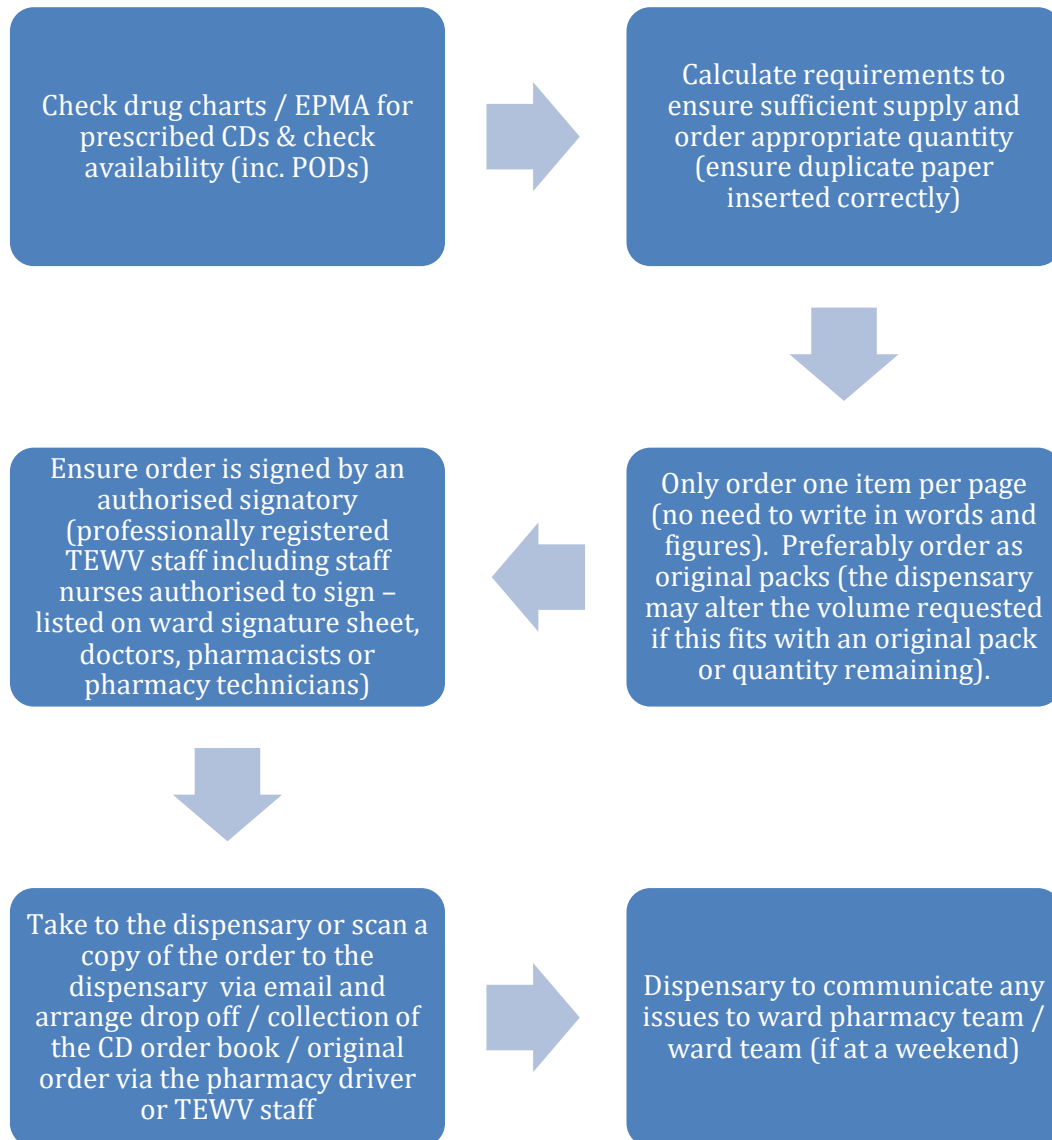 Check drug charts / EPMA for
prescribed CDs & check
availability (inc. PODs)
Calculate requirements to
ensure sufficient supply and
order appropriate quantity
(ensure duplicate paper
inserted correctly)
Only order one item per page
(no need to write in words and
figures).  Preferably order as
original packs (the dispensary
may alter the volume requested
if this fits with an original pack
or quantity remaining).
Ensure order is signed by an
authorised signatory
(professionally registered
TEWV staff including staff
nurses authorised to sign –
listed on ward signature sheet,
doctors, pharmacists or
pharmacy technicians)
Take to the dispensary or scan a
copy of the order to the
dispensary  via email and
arrange drop off / collection of
the CD order book / original
order via the pharmacy driver
or TEWV staff
Dispensary to communicate any
issues to ward pharmacy team /
ward team (if at a weekend)